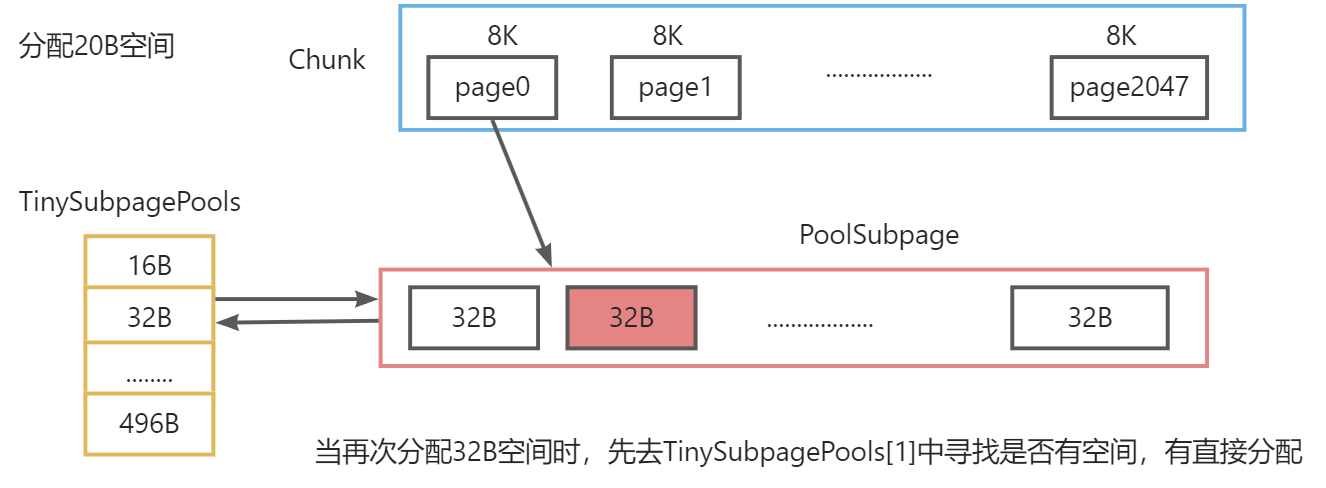 分配20B空间
Chunk
8K
8K
8K
page0
page1
..................
page2047
TinySubpagePools
PoolSubpage
16B
32B
........
496B
32B
32B
..................
32B
当再次分配32B空间时，先去TinySubpagePools[1]中寻找是否有空间，有直接分配